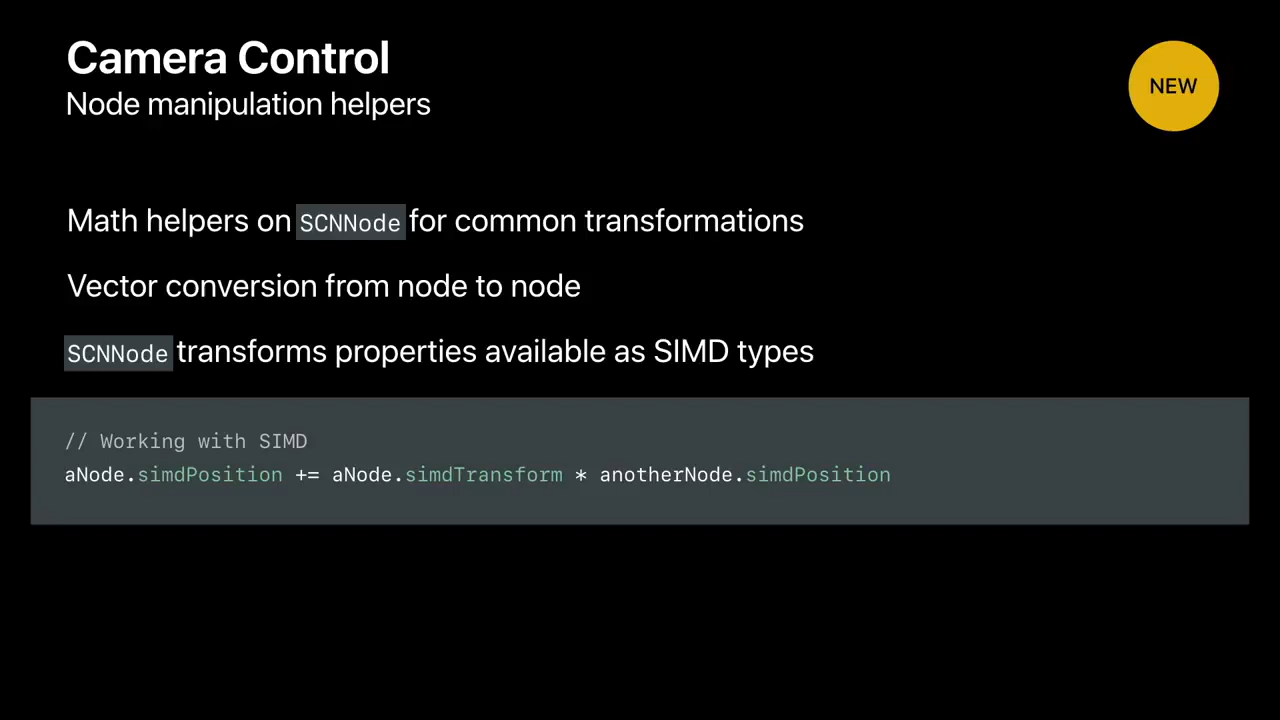 Camera Control
Node manipulation helpers
NEW
Math helpers on SCNNode for common transformations
Vector conversion from node to node
SCNNode transforms properties available as SIMD types
// Working with SIMD
aNode.simdPosition += aNode.simdTransform * anotherNode.simdPosition